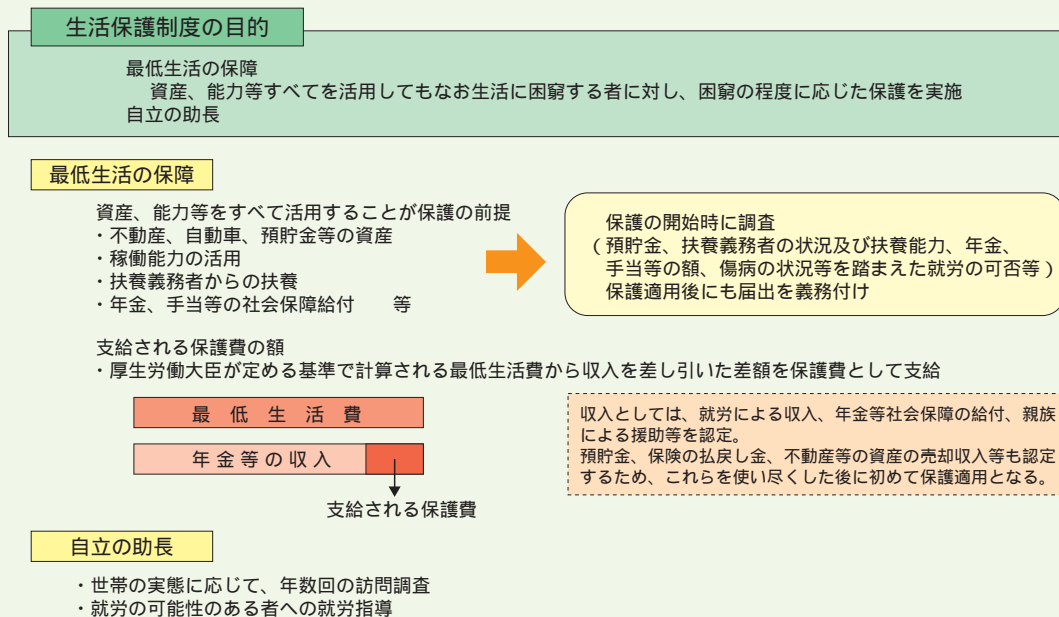 生活保護制度の目的
最低生活の保障
資産、能力等すべてを活用してもなお生活に困窮する者に対し、困窮の程度に応じた保護を実施
自立の助長
最低生活の保障
資産、能力等をすべて活用することが保護の前提
・不動産、自動車、預貯金等の資産
・稼働能力の活用
・扶養義務者からの扶養
・年金、手当等の社会保障給付　　等
保護の開始時に調査
（預貯金、扶養義務者の状況及び扶養能力、年金、
手当等の額、傷病の状況等を踏まえた就労の可否等）
保護適用後にも届出を義務付け
支給される保護費の額
・厚生労働大臣が定める基準で計算される最低生活費から収入を差し引いた差額を保護費として支給
最低生活費
年金等の収入
支給される保護費
収入としては、就労による収入、年金等社会保障の給付、親族
による援助等を認定。
預貯金、保険の払戻し金、不動産等の資産の売却収入等も認定
するため、これらを使い尽くした後に初めて保護適用となる。
自立の助長
・世帯の実態に応じて、年数回の訪問調査
・就労の可能性のある者への就労指導